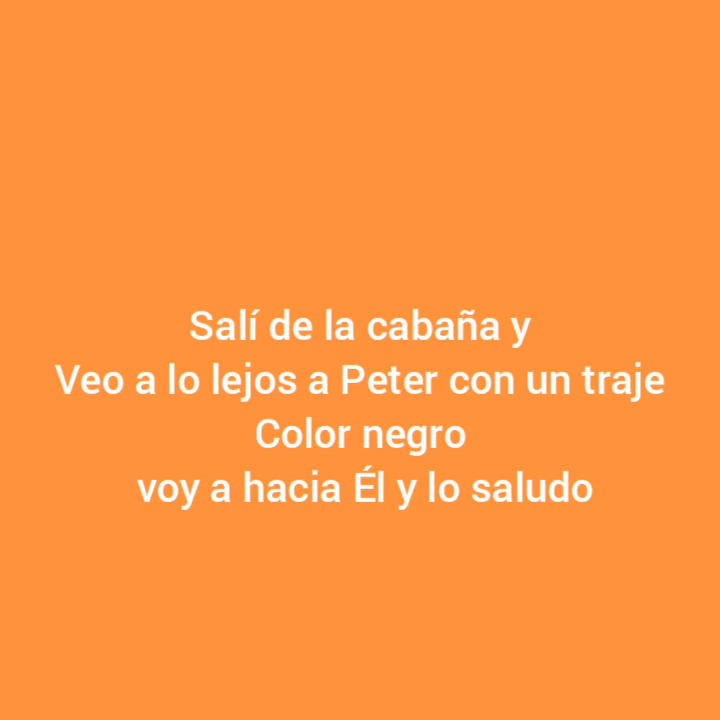 Salí de la cabaña y
Veo a lo lejos a Peter con un traje
Color negro
voy a hacia Él y lo saludo